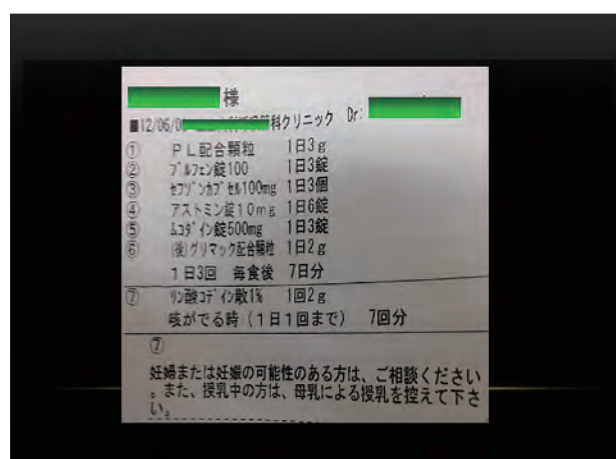 様
■12/06/0 科クリニック Dr:
① PL配合顆粒 1日3g
② ブルフェン錠100 1日3錠
③ セフゾンカプセル100mg 1日3個
④ アストミン錠10mg 1日6錠
⑤ ムコダイン錠500mg 1日3錠
⑥ (後)グリマック配合顆粒 1日2g
1日3回 毎食後 7日分
⑦ リン酸コデイン散1% 1回2g
咳がでる時(1日1回まで) 7回分
⑦
妊婦または妊娠の可能性のある方は、ご相談ください
。また、授乳中の方は、母乳による授乳を控えて下さ
い。